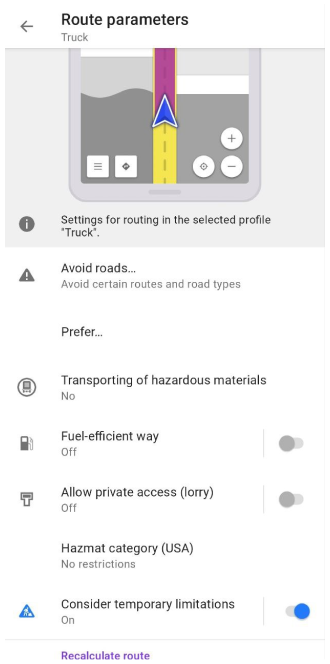 Route parameters
Truck
Settings for routing in the selected profile
"Truck".
Avoid roads...
Avoid certain routes and road types
Prefer...
Transporting of hazardous materials
No
Fuel-efficient way
Off
Allow private access (lorry)
Off
Hazmat category (USA)
No restrictions
Consider temporary limitations
On
Recalculate route